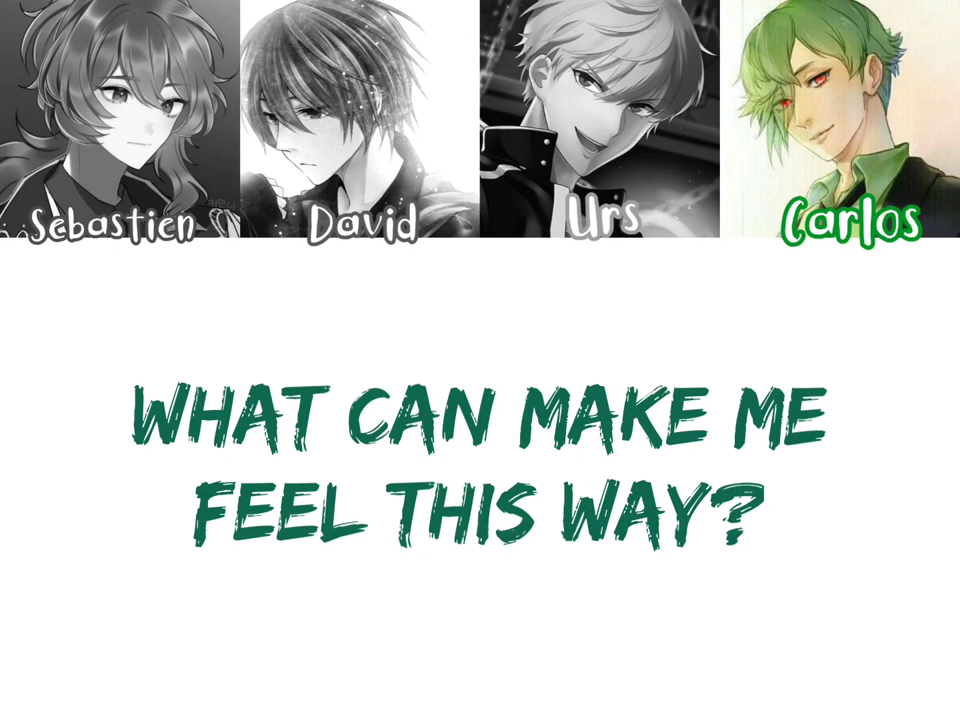 Sebastien
David
Urs
Carlos
WHAT CAN MAKE ME
FEEL THIS WAY?